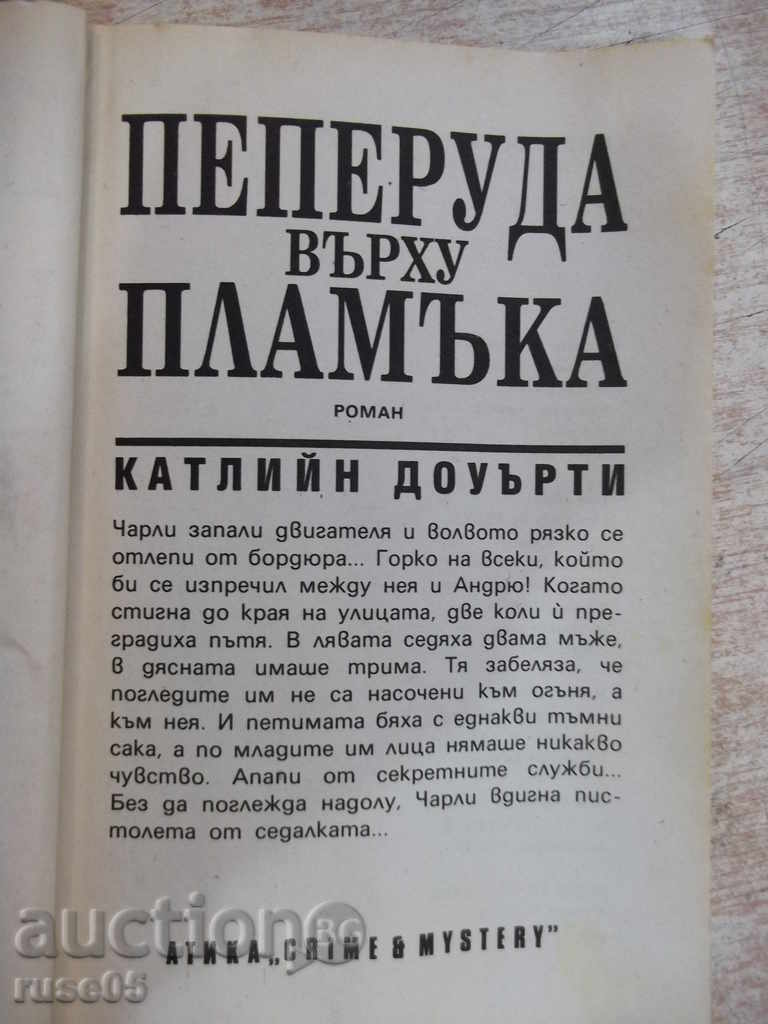 ПЕПЕРУДА
ВЪРХУ
ПЛАМЪКА
РОМАН
КАТЛИЙН ДОУЪРТИ
Чарли запали двигателя и волвото рязко се
отлепи от бордюра... Горко на всеки, който
би се изпречил между нея и Андрю! Когато
стигна до края на улицата, две коли ѝ пре-
градиха пътя. В лявата седяха двама мъже,
в дясната имаше трима. Тя забеляза, че
погледите им не са насочени към огъня, а
към нея. И петимата бяха с еднакви тъмни
сака, а по младите им лица нямаше никакво
чувство. Апапи от секретните служби...
Без да поглежда надолу, Чарли вдигна пис-
толета от седалката...
АТИКА „CRIME & MYSTERY”
auction BG
ruse05